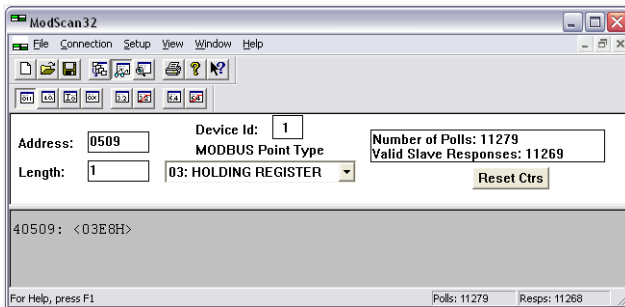 ModScan32
File Connection Setup View Window Help
Address: 0509
Device Id: 1
MODBUS Point Type
Length: 1
03: HOLDING REGISTER
Number of Polls: 11279
Valid Slave Responses: 11269
Reset Ctrs
40509: <03E8H>
For Help, press F1
Polls: 11279
Resps: 11268